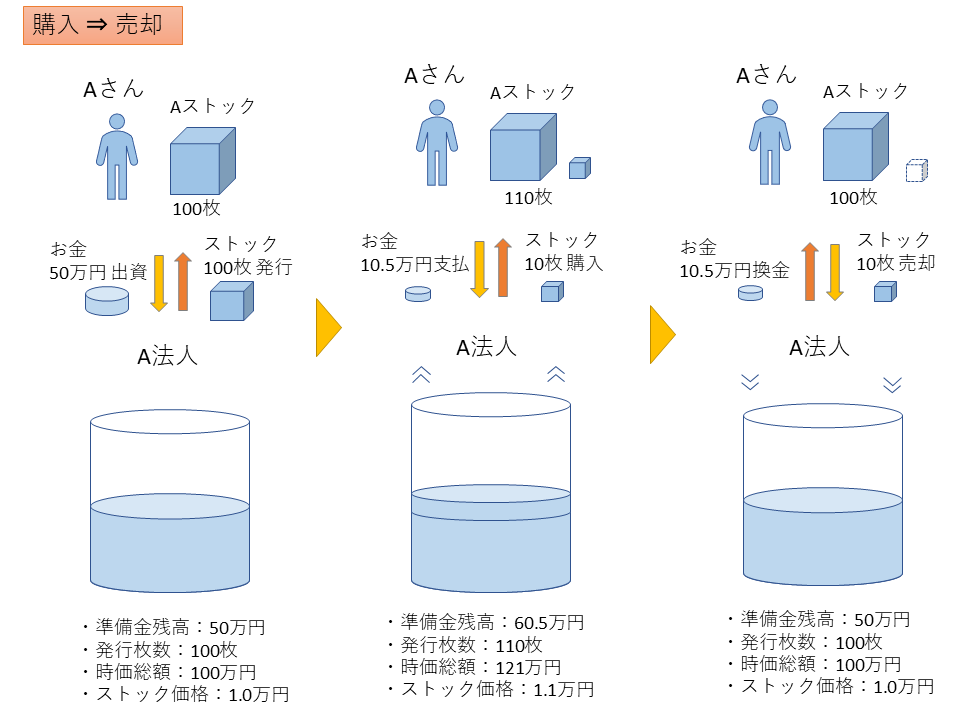 購入 ⇒ 売却
Aさん
Aストック
100枚
お金
50万円 出資
ストック
100枚 発行
A法人
・準備金残高：50万円
・発行枚数：100枚
・時価総額：100万円
・ストック価格：1.0万円
Aさん
Aストック
110枚
お金
10.5万円支払
ストック
10枚 購入
A法人
・準備金残高：60.5万円
・発行枚数：110枚
・時価総額：121万円
・ストック価格：1.1万円
Aさん
Aストック
100枚
お金
10.5万円換金
ストック
10枚 売却
A法人
・準備金残高：50万円
・発行枚数：100枚
・時価総額：100万円
・ストック価格：1.0万円